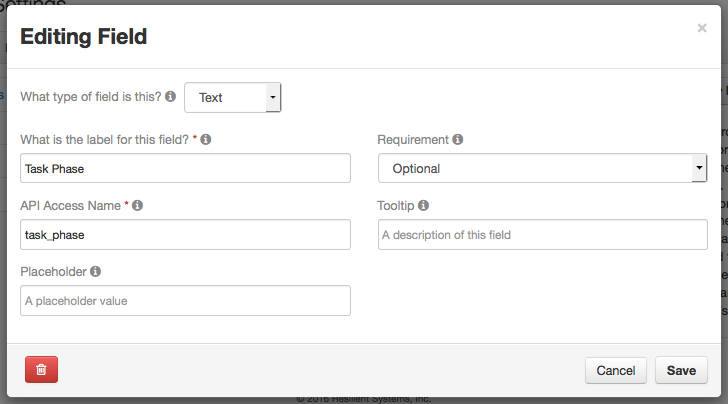 Settings
Editing Field
×
What type of field is this?
Text
What is the label for this field? *
Requirement
Task Phase
Optional
API Access Name *
Tooltip
task_phase
A description of this field
Placeholder
A placeholder value
Cancel
Save
© 2016 Resilient Systems, Inc.